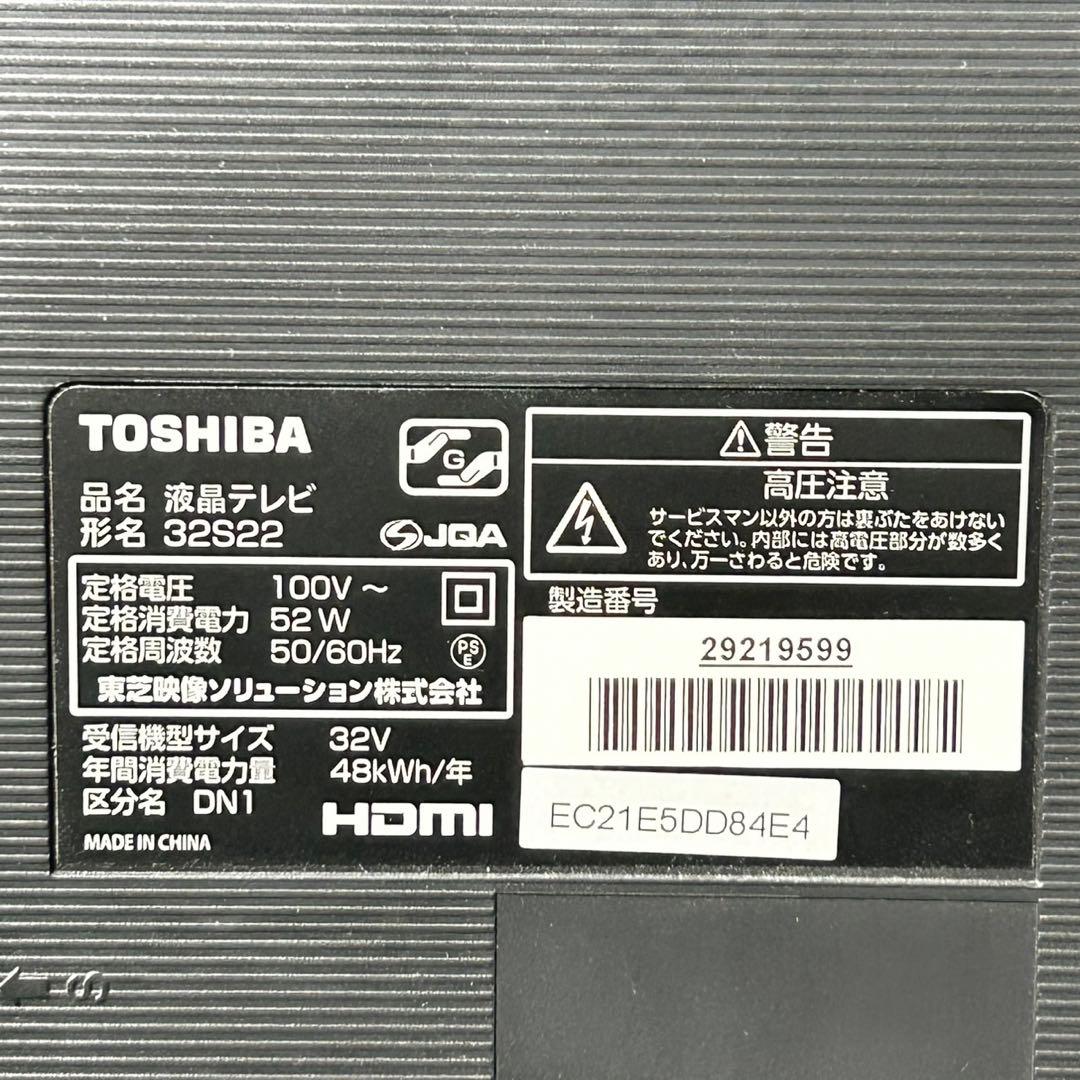 TOSHIBA
G
品名 液晶テレビ
形名 32S22
JQA
定格電圧 100V～
定格消費電力 52W
定格周波数 50/60Hz
PS
E
東芝映像ソリューション株式会社
受信機型サイズ 32V
年間消費電力量 48kWh/年
区分名 DN1
HDMI
MADE IN CHINA
警告
高圧注意
サービスマン以外の方は裏ぶたをあけない
でください。内部には高電圧部分が数多く
あり、万一さわると危険です。
製造番号
29219599
EC21E5DD84E4